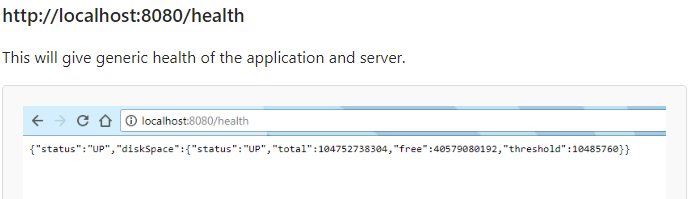 http://localhost:8080/health
This will give generic health of the application and server.
localhost:8080/health
{"status":"UP","diskSpace":{"status":"UP","total":104752738304,"free":40579080192,"threshold":10485760}}